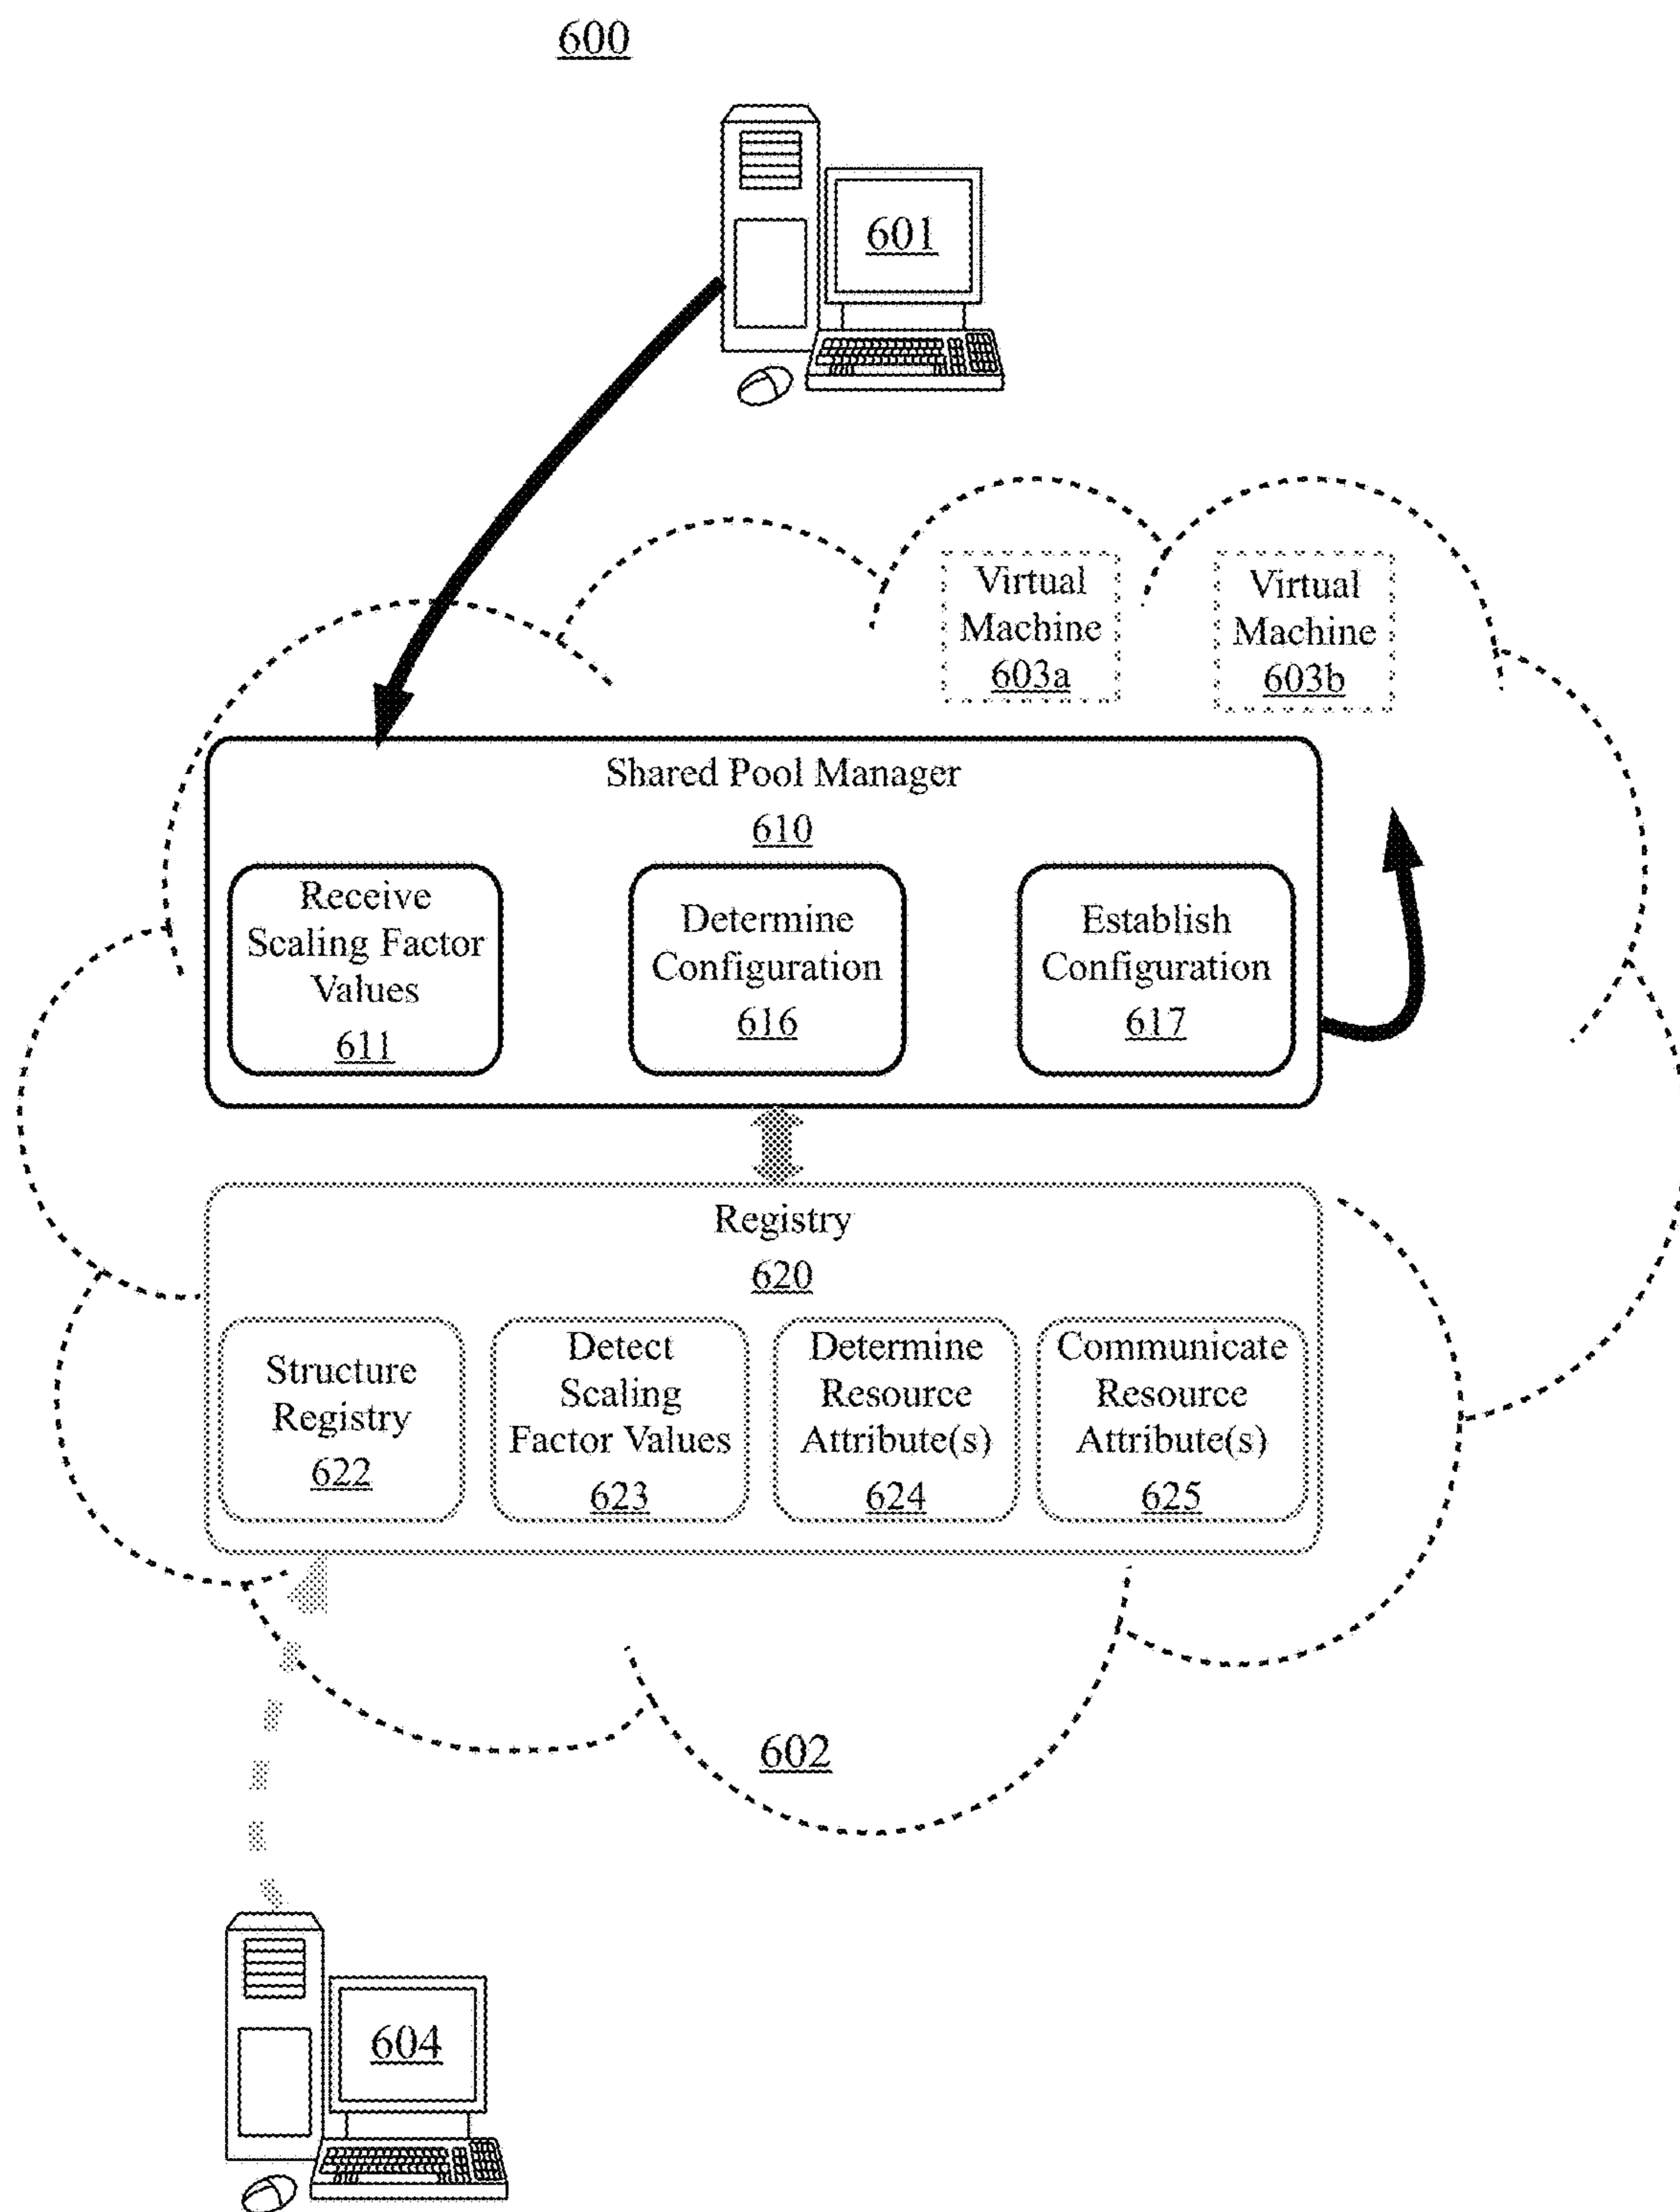 600
601
Virtual
Machine
603a
Virtual
Machine
603b
Shared Pool Manager
610
Receive
Scaling Factor
Values
611
Determine
Configuration
616
Establish
Configuration
617
Registry
620
Structure
Registry
622
Detect
Scaling
Factor Values
623
Determine
Resource
Attribute(s)
624
Communicate
Resource
Attribute(s)
625
602
604